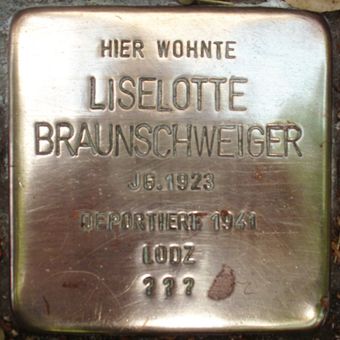 HIER WOHNTE
LISELOTTE
BRAUNSCHWEIGER
JG.1923
DEPORTIERT 1941
LODZ
???